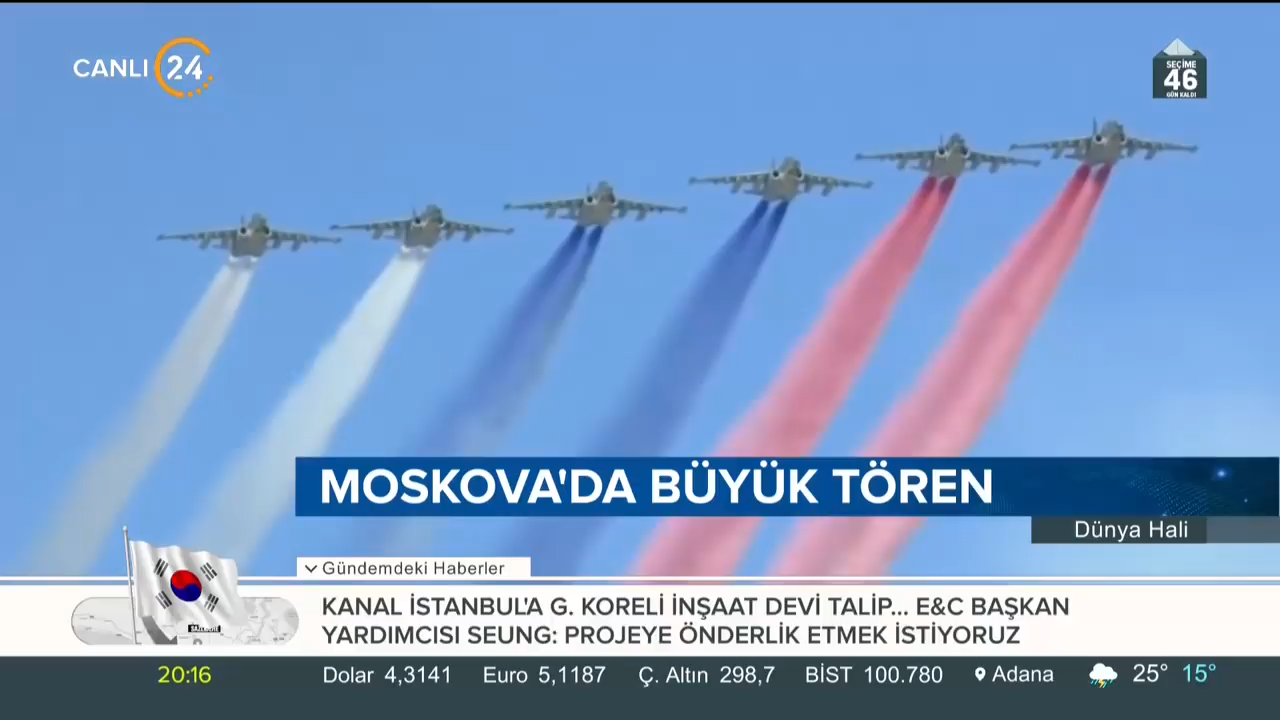 CANLI 24
SEÇİME
46
GÜN KALDI
MOSKOVA'DA BÜYÜK TÖREN
Dünya Hali
Gündemdeki Haberler
KANAL İSTANBUL'A G. KORELİ İNŞAAT DEVİ TALİP... E&C BAŞKAN
YARDIMCISI SEUNG: PROJEYE ÖNDERLİK ETMEK İSTİYORUZ
20:16 Dolar 4,3141 Euro 5,1187 Ç. Altın 298,7 BİST 100.780 Adana 25° 15°